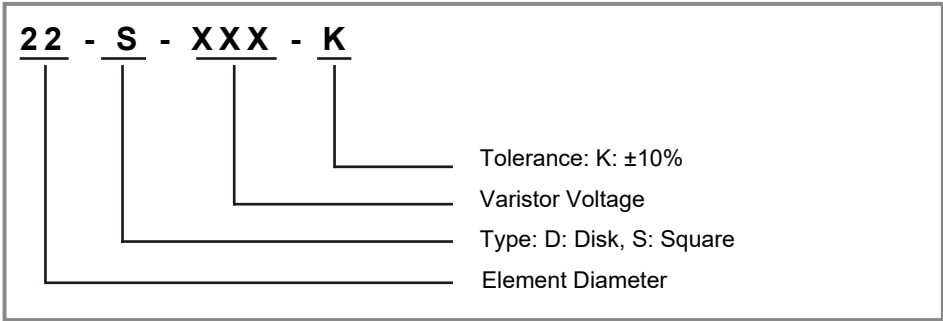 22 - S - XXX - K
Tolerance: K: ±10%
Varistor Voltage
Type: D: Disk, S: Square
Element Diameter